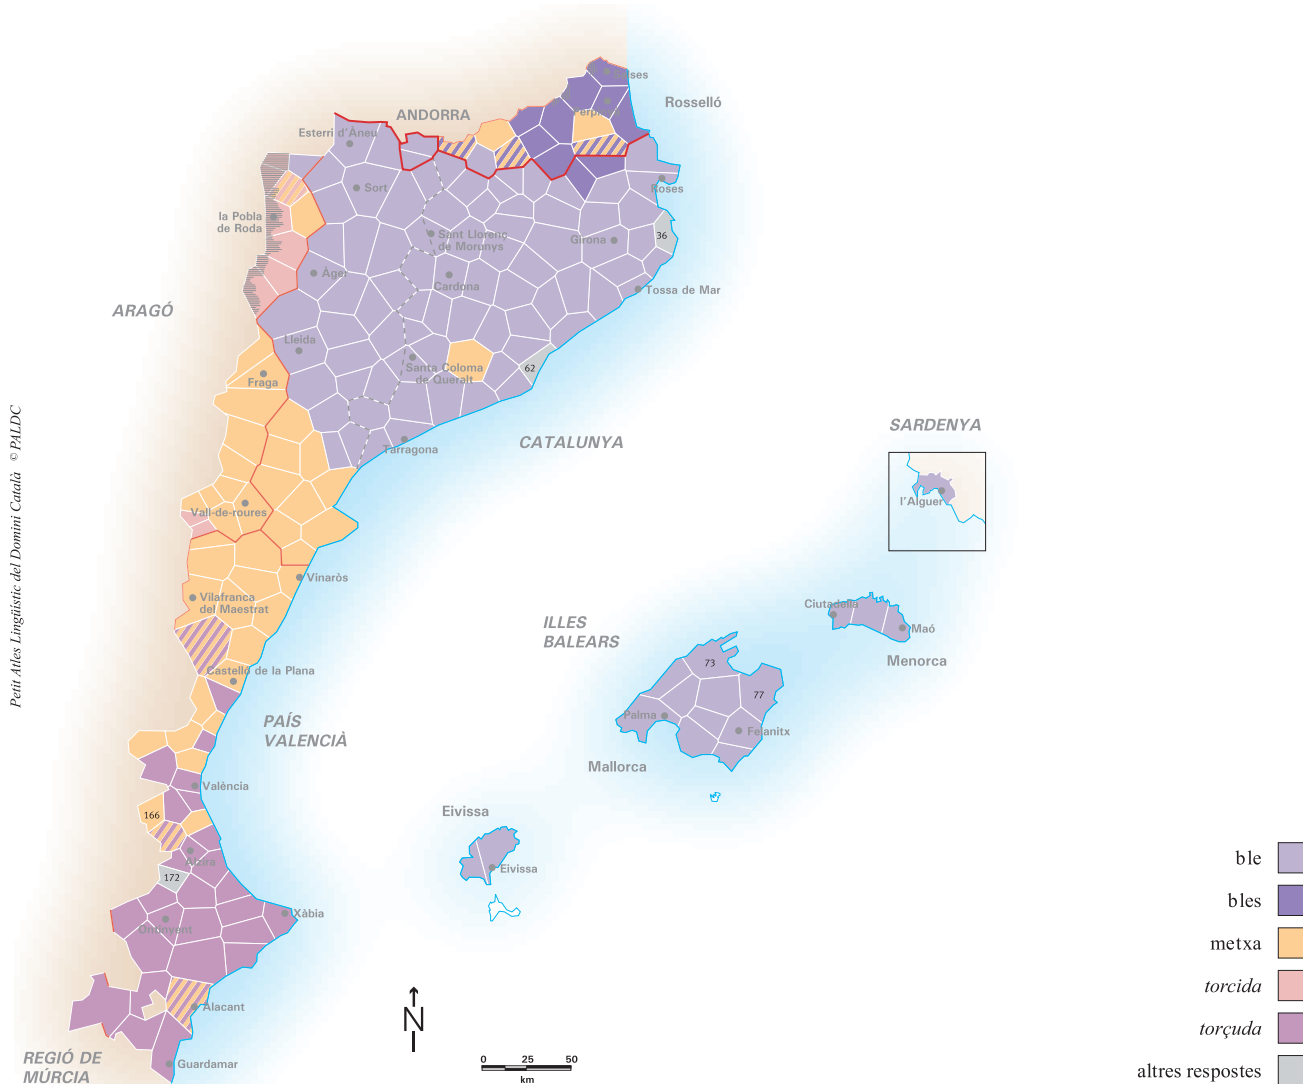 Elses
Perpinyà
Rosselló
ANDORRA
Esterri d'Àneu
Sort
Roses
la Pobla
de Roda
Sant Llorenç
de Morunys
Girona
36
Àger
Cardona
Tossa de Mar
ARAGÓ
Lleida
Santa Coloma
de Queralt
62
Fraga
CATALUNYA
Tarragona
SARDENYA
l'Alguer
Vall-de-roures
Petit Atles Lingüístic del Domini Català © PALDC
Vinaròs
Vilafranca
del Maestrat
Ciutadella
Maó
Menorca
ILLES
BALEARS
73
77
Castelló de la Plana
Palma
Felanitx
Mallorca
PAÍS
VALENCIÀ
València
166
Eivissa
Eivissa
Alzira
172
Xàbia
Ontinyent
Alacant
N
REGIÓ DE
MÚRCIA
Guardamar
0 25 50
km
ble
bles
metxa
torcida
torçuda
altres respostes